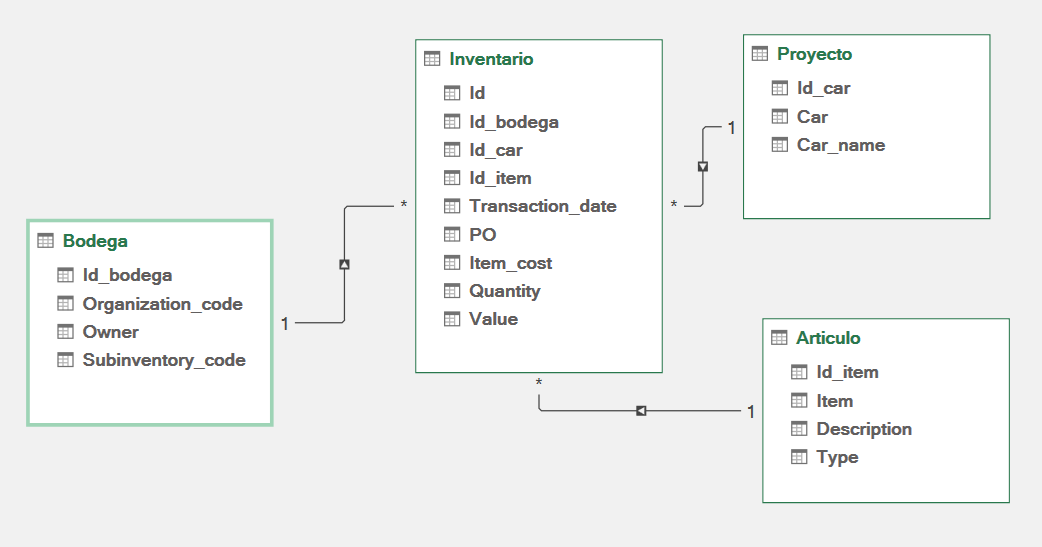 Inventario
Id
Id_bodega
Id_car
Id_item
Transaction_date
PO
Item_cost
Quantity
Value
*
*
*
Proyecto
Id_car
Car
Car_name
1
Bodega
Id_bodega
Organization_code
Owner
Subinventory_code
1
Articulo
Id_item
Item
Description
Type
1